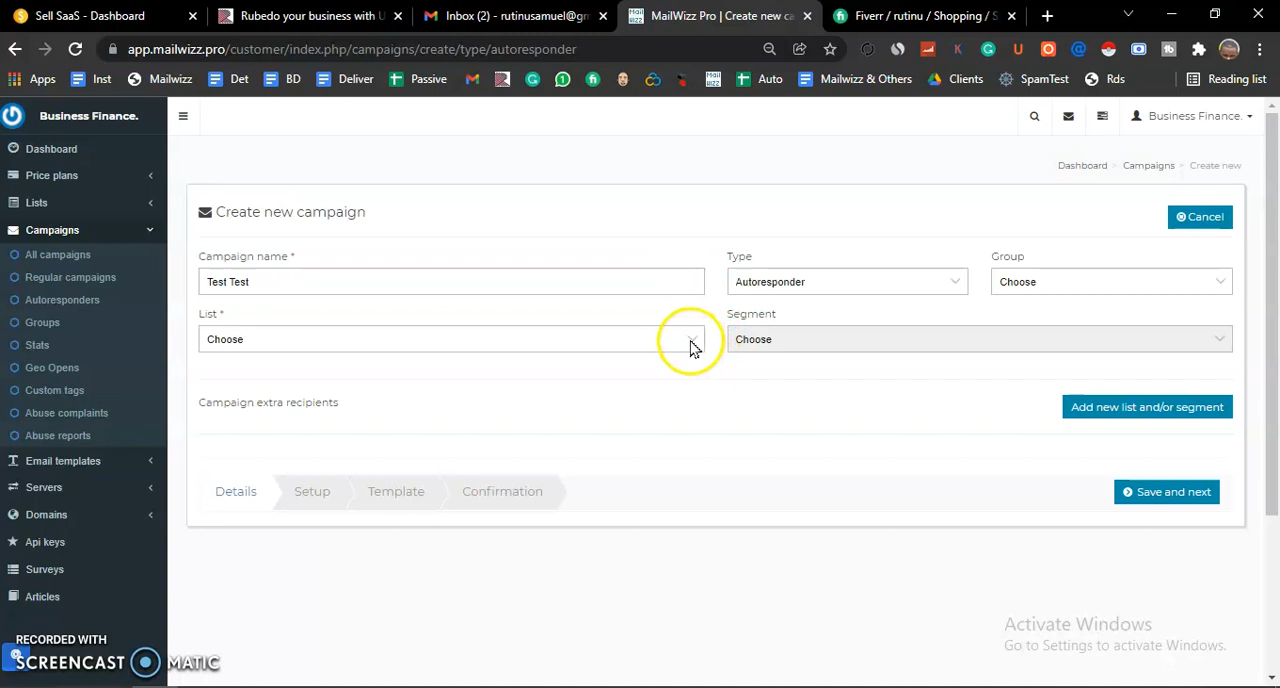 Sell SaaS - Dashboard
Rubedo your business with U
Inbox (2) - rutinusamuel@gm
MailWizz Pro | Create new ca
Fiverr / rutinu / Shopping / S
app.mailwizz.pro/customer/index.php/campaigns/create/type/autoresponder
Apps Inst Mailwizz Det BD Deliver Passive Auto Mailwizz & Others Clients SpamTest Rds Reading list
Business Finance.
Business Finance.
Dashboard
Price plans
Lists
Campaigns
All campaigns
Regular campaigns
Autoresponders
Groups
Stats
Geo Opens
Custom tags
Abuse complaints
Abuse reports
Email templates
Servers
Domains
Api keys
Surveys
Articles
Dashboard Campaigns Create new
Create new campaign
Cancel
Campaign name * Type Group
Test Test Autoresponder Choose
List * Segment
Choose Choose
Campaign extra recipients
Add new list and/or segment
Details Setup Template Confirmation
Save and next
Activate Windows
Go to Settings to activate Windows.
RECORDED WITH
SCREENCAST MATIC